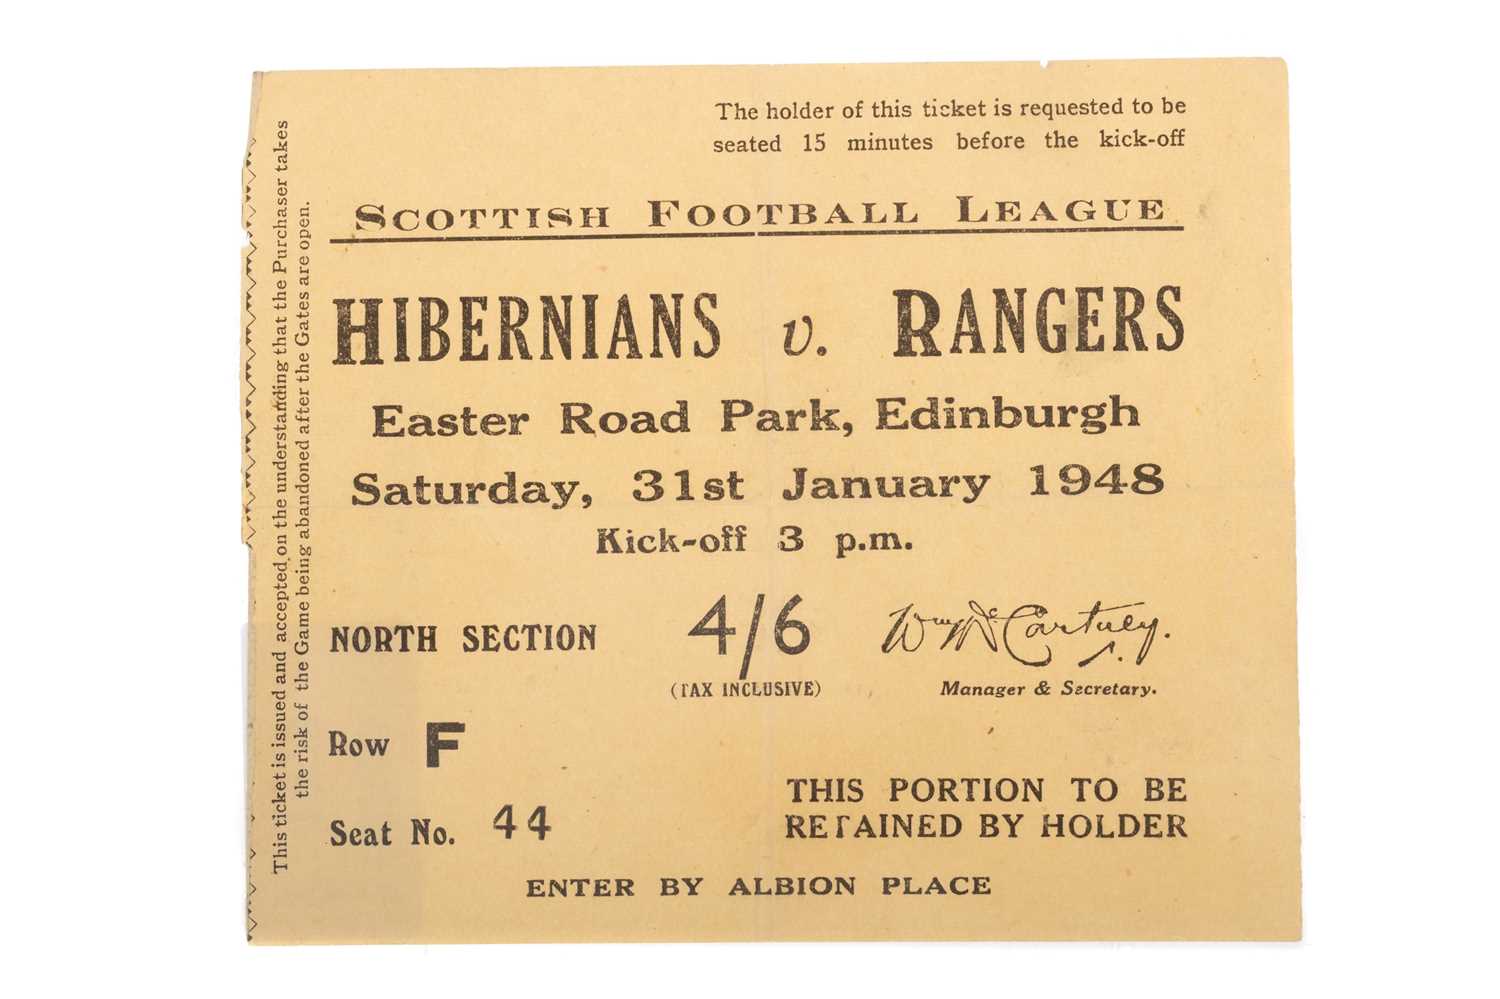 The holder of this ticket is requested to be
seated 15 minutes before the kick-off
SCOTTISH FOOTBALL LEAGUE
HIBERNIANS v. RANGERS
Easter Road Park, Edinburgh
Saturday, 31st January 1948
Kick-off 3 p.m.
NORTH SECTION 4/6
(TAX INCLUSIVE)
Wm McCartney.
Manager & Secretary.
Row F
Seat No. 44
THIS PORTION TO BE
RETAINED BY HOLDER
ENTER BY ALBION PLACE
This ticket is issued and accepted on the understanding that the Purchaser takes
the risk of the Game being abandoned after the Gates are open.